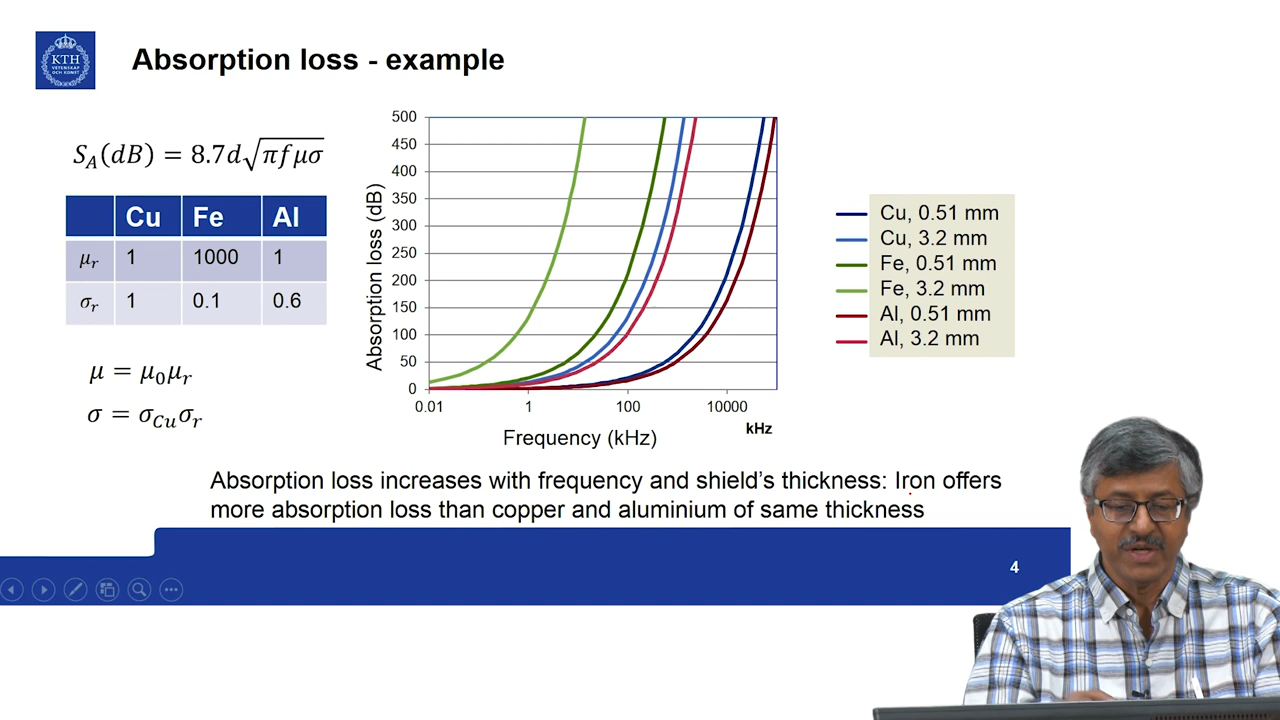 KTH
VETENSKAP
OCH KONST
Absorption loss - example
S_A(dB) = 8.7d√πfμσ
Cu Fe Al
μ_r 1 1000 1
σ_r 1 0.1 0.6
μ = μ_0μ_r
σ = σ_Cuσ_r
Absorption loss (dB)
500
450
400
350
300
250
200
150
100
50
0
0.01 1 100 10000
kHz
Frequency (kHz)
Cu, 0.51 mm
Cu, 3.2 mm
Fe, 0.51 mm
Fe, 3.2 mm
Al, 0.51 mm
Al, 3.2 mm
Absorption loss increases with frequency and shield's thickness: Iron offers
more absorption loss than copper and aluminium of same thickness
4